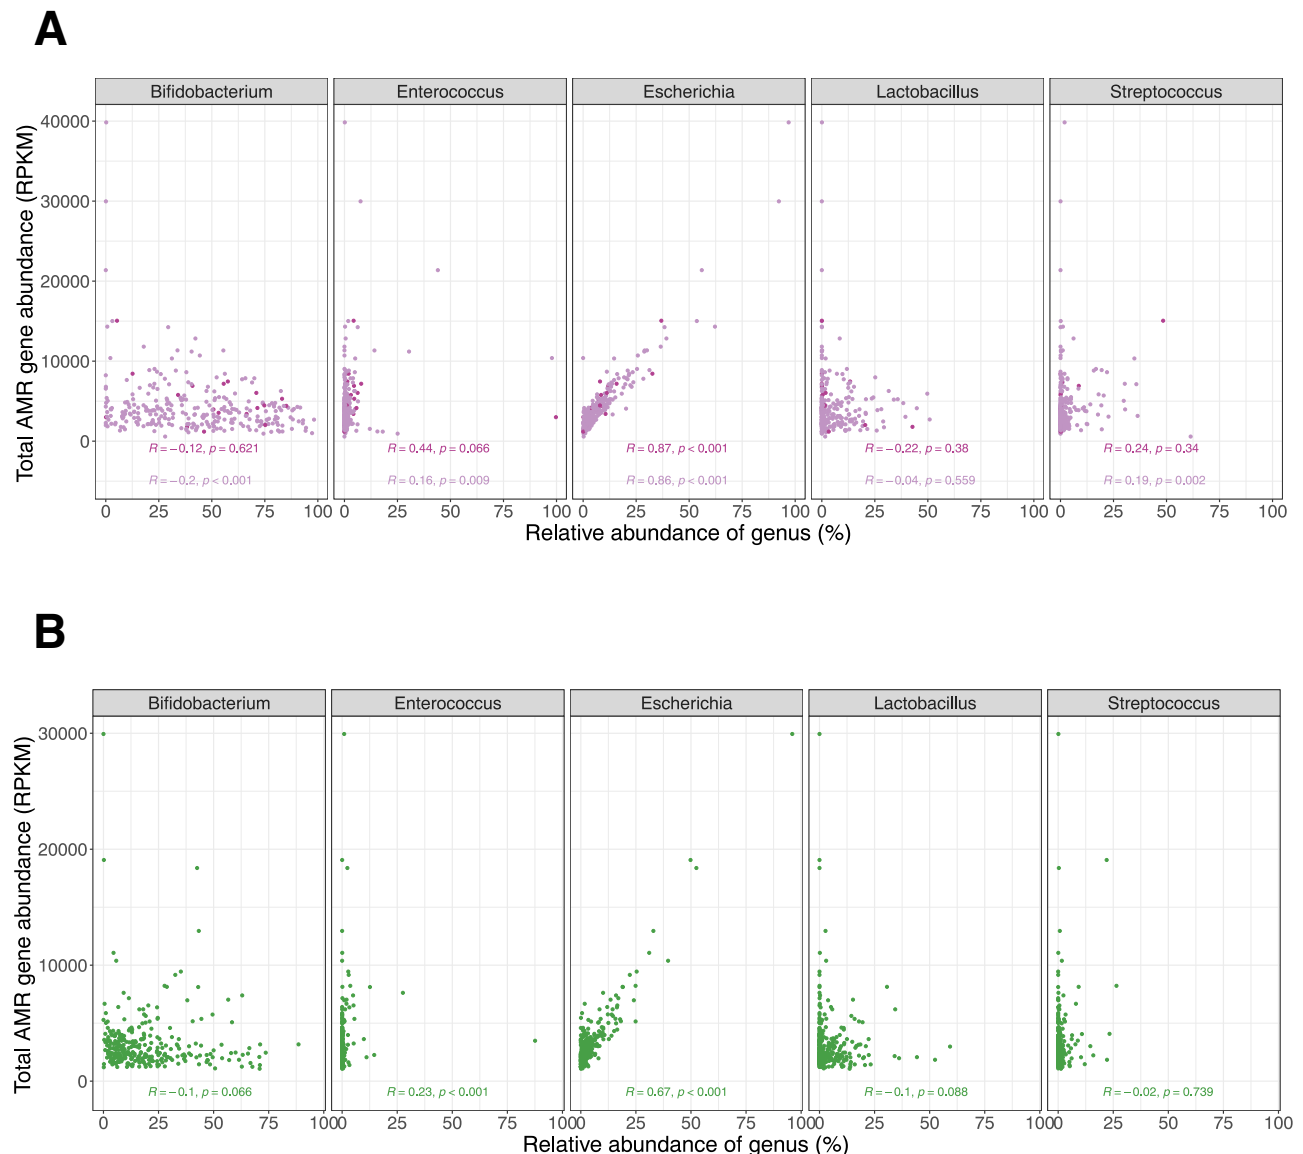 A
Bifidobacterium Enterococcus Escherichia Lactobacillus Streptococcus
Total AMR gene abundance (RPKM)
40000
30000
20000
10000
0
R = −0.12, p = 0.621 R = 0.44, p = 0.066 R = 0.87, p < 0.001 R = −0.22, p = 0.38 R = 0.24, p = 0.34
R = −0.2, p < 0.001 R = 0.16, p = 0.009 R = 0.86, p < 0.001 R = −0.04, p = 0.559 R = 0.19, p = 0.002
0 25 50 75 100 0 25 50 75 100 0 25 50 75 100 0 25 50 75 100 0 25 50 75 100
Relative abundance of genus (%)
B
Bifidobacterium Enterococcus Escherichia Lactobacillus Streptococcus
Total AMR gene abundance (RPKM)
30000
20000
10000
0
R = −0.1, p = 0.066 R = 0.23, p < 0.001 R = 0.67, p < 0.001 R = −0.1, p = 0.088 R = −0.02, p = 0.739
0 25 50 75 100 0 25 50 75 100 0 25 50 75 100 0 25 50 75 100 0 25 50 75 100
Relative abundance of genus (%)